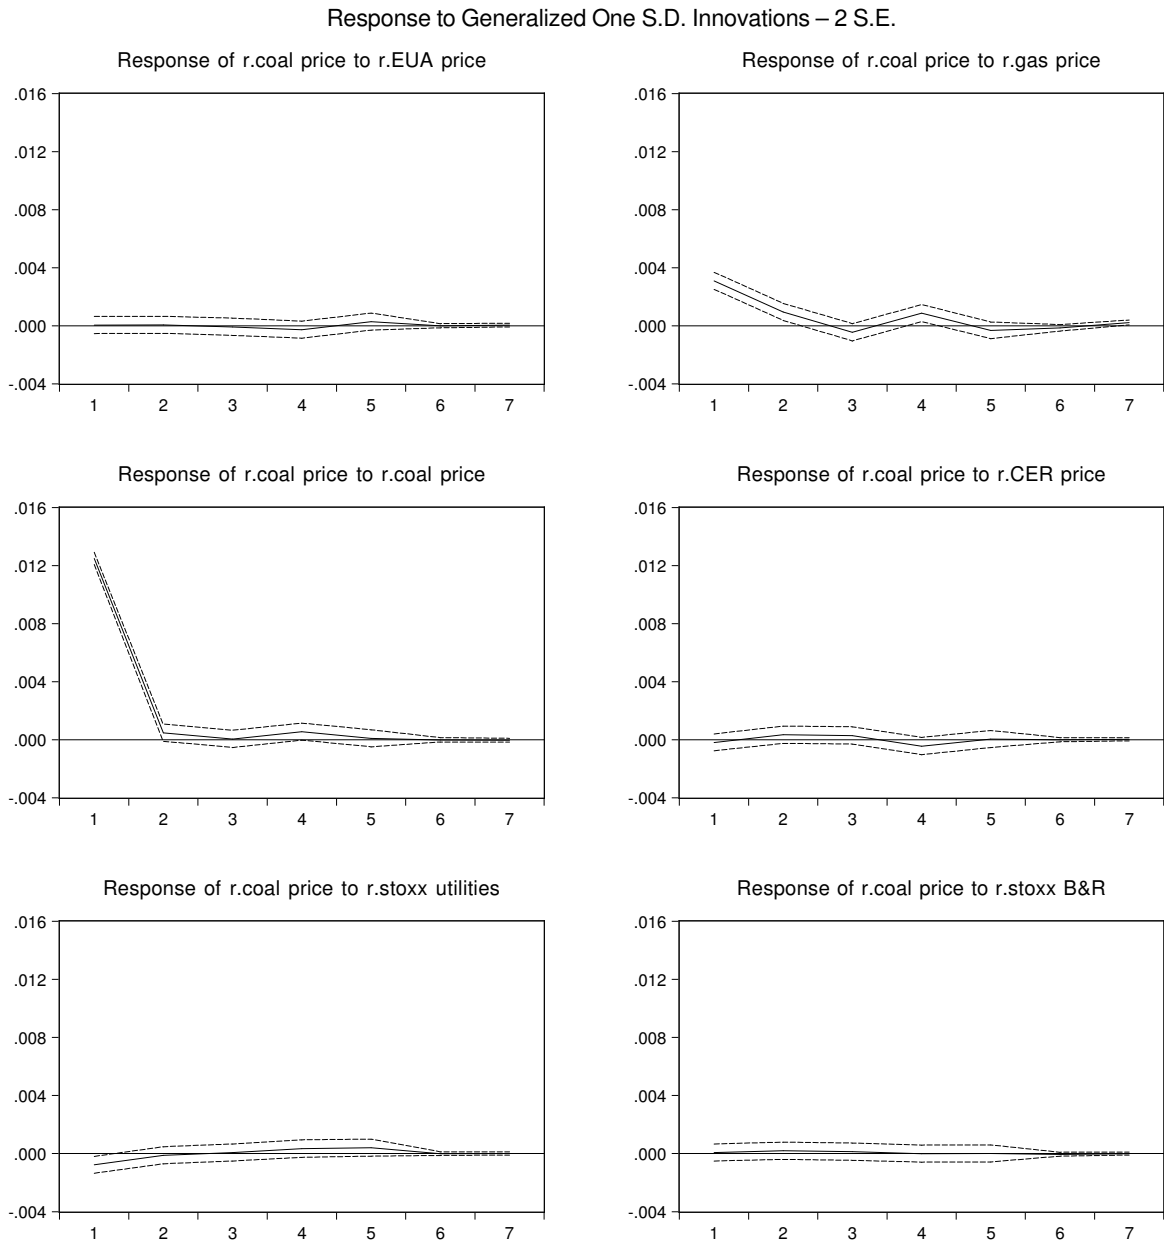 Response to Generalized One S.D. Innovations – 2 S.E.
Response of r.coal price to r.EUA price
.016
.012
.008
.004
.000
-.004
1 2 3 4 5 6 7
Response of r.coal price to r.gas price
.016
.012
.008
.004
.000
-.004
1 2 3 4 5 6 7
Response of r.coal price to r.coal price
.016
.012
.008
.004
.000
-.004
1 2 3 4 5 6 7
Response of r.coal price to r.CER price
.016
.012
.008
.004
.000
-.004
1 2 3 4 5 6 7
Response of r.coal price to r.stoxx utilities
.016
.012
.008
.004
.000
-.004
1 2 3 4 5 6 7
Response of r.coal price to r.stoxx B&R
.016
.012
.008
.004
.000
-.004
1 2 3 4 5 6 7